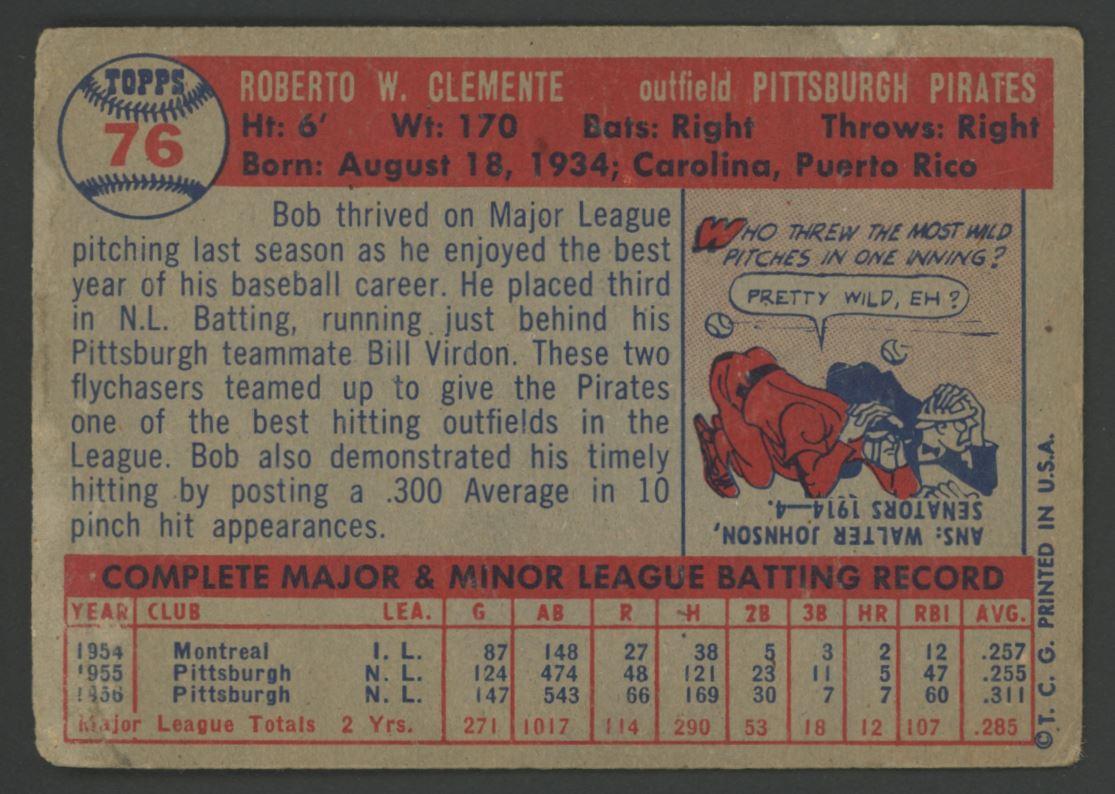 TOPPS
76
ROBERTO W. CLEMENTE outfield PITTSBURGH PIRATES
Ht: 6' Wt: 170 Bats: Right Throws: Right
Born: August 18, 1934; Carolina, Puerto Rico
Bob thrived on Major League
pitching last season as he enjoyed the best
year of his baseball career. He placed third
in N.L. Batting, running just behind his
Pittsburgh teammate Bill Virdon. These two
flychasers teamed up to give the Pirates
one of the best hitting outfields in the
League. Bob also demonstrated his timely
hitting by posting a .300 Average in 10
pinch hit appearances.
WHO THREW THE MOST WILD
PITCHES IN ONE INNING?
PRETTY WILD, EH?
ANS: WALTER JOHNSON,
SENATORS 1914—4.
COMPLETE MAJOR & MINOR LEAGUE BATTING RECORD
YEAR CLUB LEA. G AB R H 2B 3B HR RBI AVG.
1954 Montreal I. L. 87 148 27 38 5 3 2 12 .257
1955 Pittsburgh N. L. 124 474 48 121 23 11 5 47 .255
1956 Pittsburgh N. L. 147 543 66 169 30 7 7 60 .311
Major League Totals 2 Yrs. 271 1017 114 290 53 18 12 107 .285
© T. C. G. PRINTED IN U.S.A.